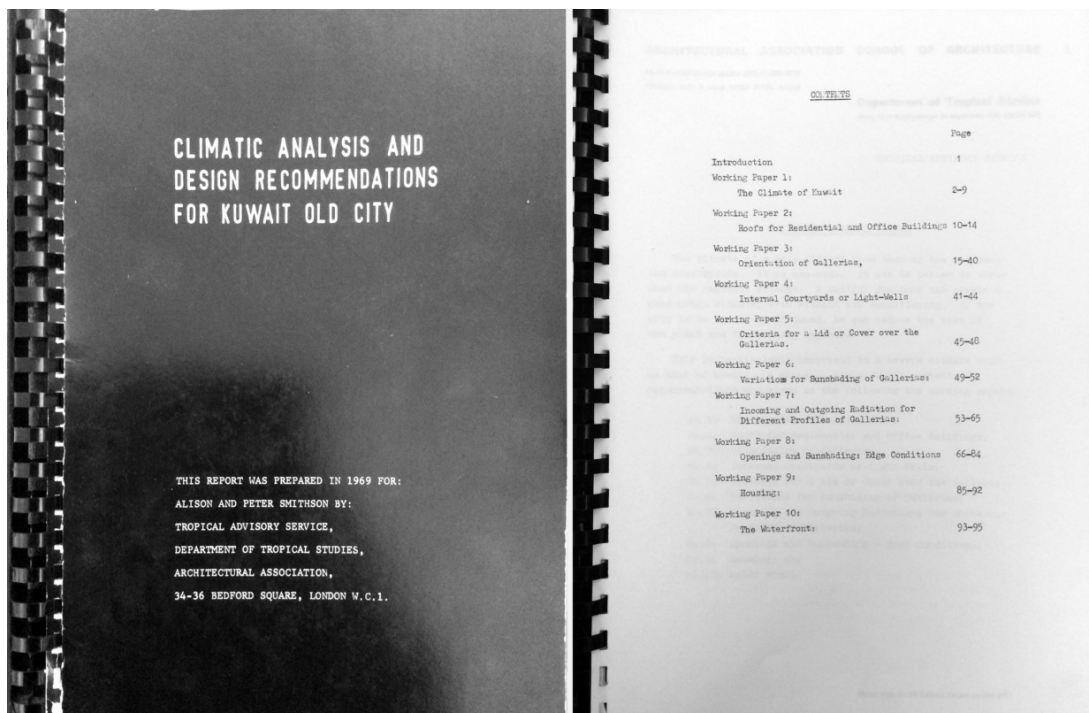 CLIMATIC ANALYSIS AND
DESIGN RECOMMENDATIONS
FOR KUWAIT OLD CITY
THIS REPORT WAS PREPARED IN 1969 FOR:
ALISON AND PETER SMITHSON BY:
TROPICAL ADVISORY SERVICE,
DEPARTMENT OF TROPICAL STUDIES,
ARCHITECTURAL ASSOCIATION,
34-36 BEDFORD SQUARE, LONDON W.C.1.
ARCHITECTURAL ASSOCIATION SCHOOL OF ARCHITECTURE
CONTENTS
Page
Introduction 1
Working Paper 1:
The Climate of Kuwait 2-9
Working Paper 2:
Roofs for Residential and Office Buildings 10-14
Working Paper 3:
Orientation of Gallerias, 15-40
Working Paper 4:
Internal Courtyards or Light-Wells 41-44
Working Paper 5:
Criteria for a Lid or Cover over the
Gallerias. 45-48
Working Paper 6:
Variations for Sunshading of Gallerias: 49-52
Working Paper 7:
Incoming and Outgoing Radiation for
Different Profiles of Gallerias: 53-65
Working Paper 8:
Openings and Sunshading: Edge Conditions 66-84
Working Paper 9:
Housing: 85-92
Working Paper 10:
The Waterfront: 93-95